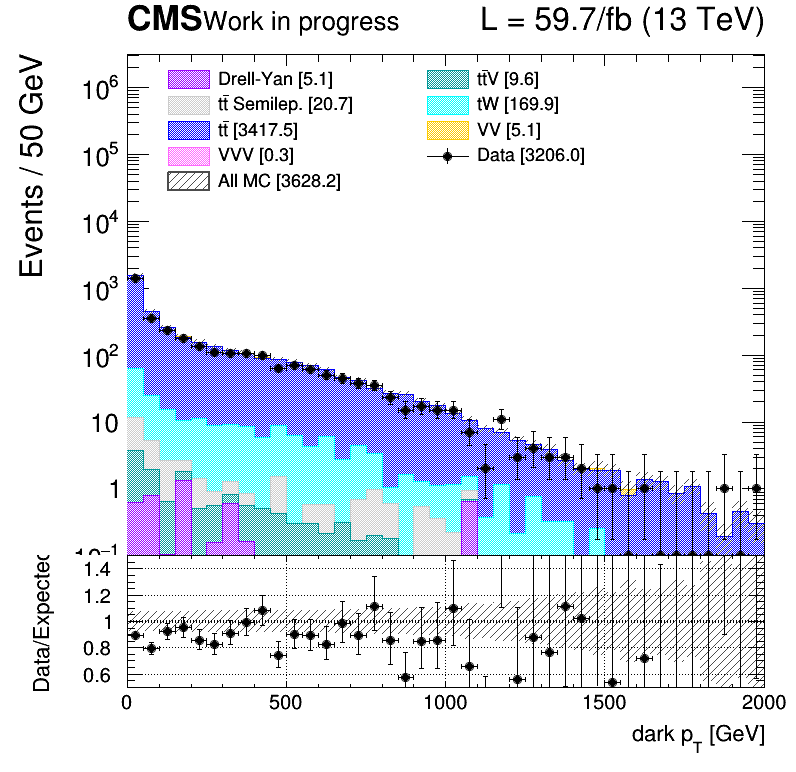 CMS Work in progress L = 59.7/fb (13 TeV)
Events / 50 GeV
Drell-Yan [5.1] tt̄V [9.6]
tt̄ Semilep. [20.7] tW [169.9]
tt̄ [3417.5] VV [5.1]
VVV [0.3] Data [3206.0]
All MC [3628.2]
10⁶
10⁵
10⁴
10³
10²
10
1
10⁻¹
Data/Expected
1.4
1.2
1
0.8
0.6
0 500 1000 1500 2000
dark p_T [GeV]